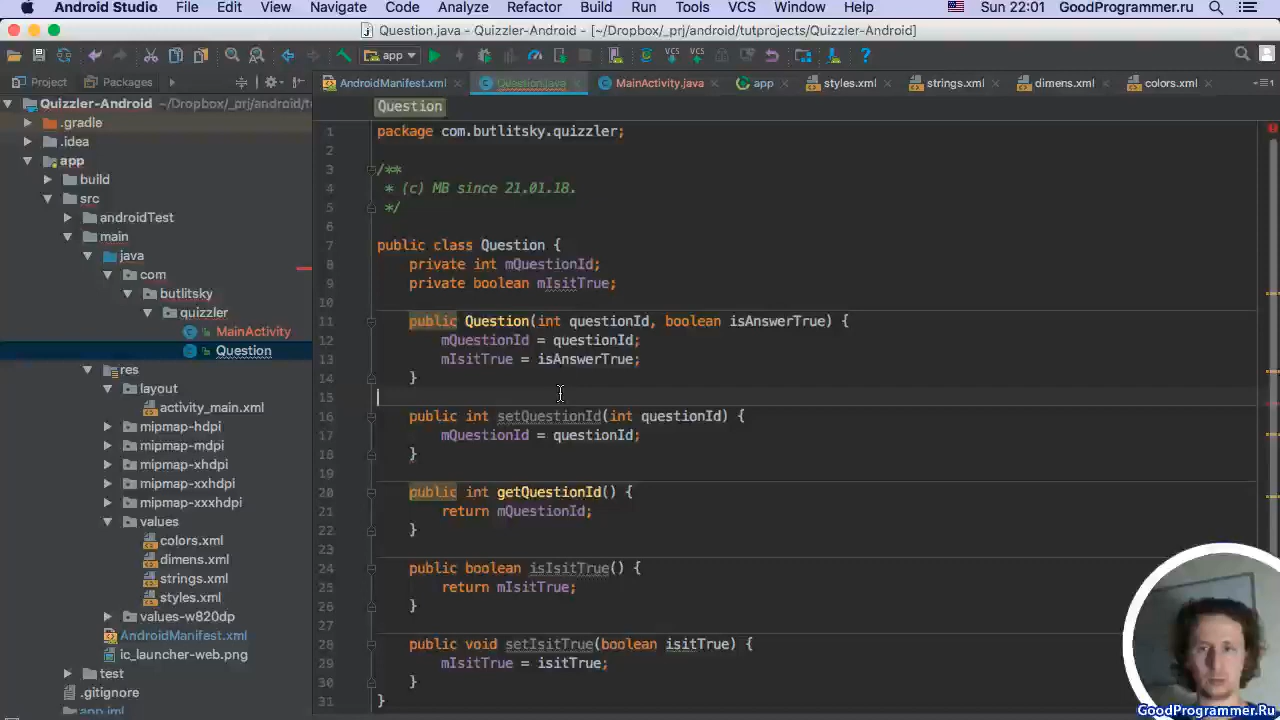 Android Studio File Edit View Navigate Code Analyze Refactor Build Run Tools VCS Window Help Sun 22:01 GoodProgrammer.ru
Question.java - Quizzler-Android - [~/Dropbox/_prj/android/tutprojects/Quizzler-Android]
app VCS VCS ?
Project Packages AndroidManifest.xml Question.java MainActivity.java app styles.xml strings.xml dimens.xml colors.xml
Quizzler-Android ~/Dropbox/_prj/android/tu
.gradle
.idea
app
build
src
androidTest
main
java
com
butlitsky
quizzler
MainActivity
Question
res
layout
activity_main.xml
mipmap-hdpi
mipmap-mdpi
mipmap-xhdpi
mipmap-xxhdpi
mipmap-xxxhdpi
values
colors.xml
dimens.xml
strings.xml
styles.xml
values-w820dp
AndroidManifest.xml
ic_launcher-web.png
test
.gitignore
app.iml
Question
1 package com.butlitsky.quizzler;
2
3 /**
4 * (c) MB since 21.01.18.
5 */
6
7 public class Question {
8 private int mQuestionId;
9 private boolean mIsitTrue;
10
11 public Question(int questionId, boolean isAnswerTrue) {
12 mQuestionId = questionId;
13 mIsitTrue = isAnswerTrue;
14 }
15
16 public int setQuestionId(int questionId) {
17 mQuestionId = questionId;
18 }
19
20 public int getQuestionId() {
21 return mQuestionId;
22 }
23
24 public boolean isIsitTrue() {
25 return mIsitTrue;
26 }
27
28 public void setIsitTrue(boolean isitTrue) {
29 mIsitTrue = isitTrue;
30 }
31 }
GoodProgrammer.Ru